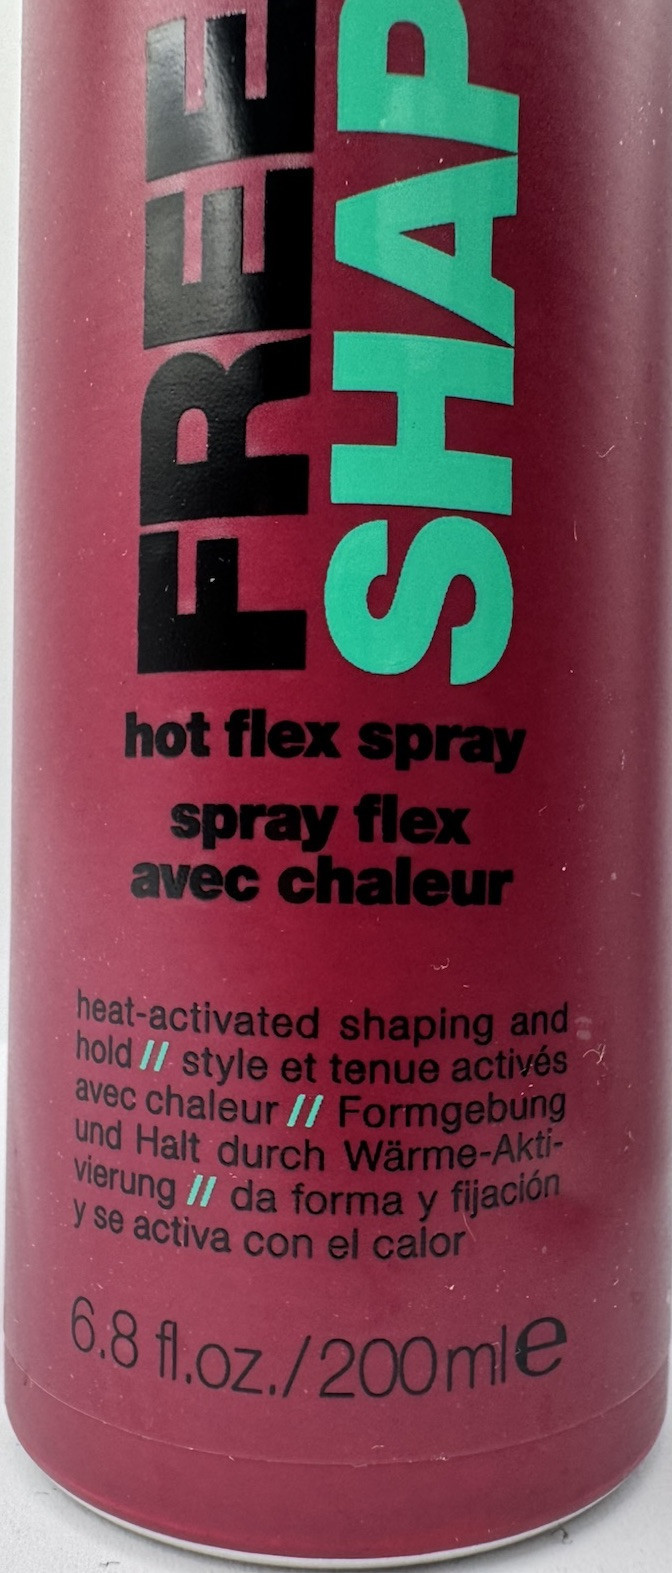 FREE
SHAP
hot flex spray
spray flex
avec chaleur
heat-activated shaping and
hold // style et tenue activés
avec chaleur // Formgebung
und Halt durch Wärme-Akti-
vierung // da forma y fijación
y se activa con el calor
6.8 fl.oz./200ml e